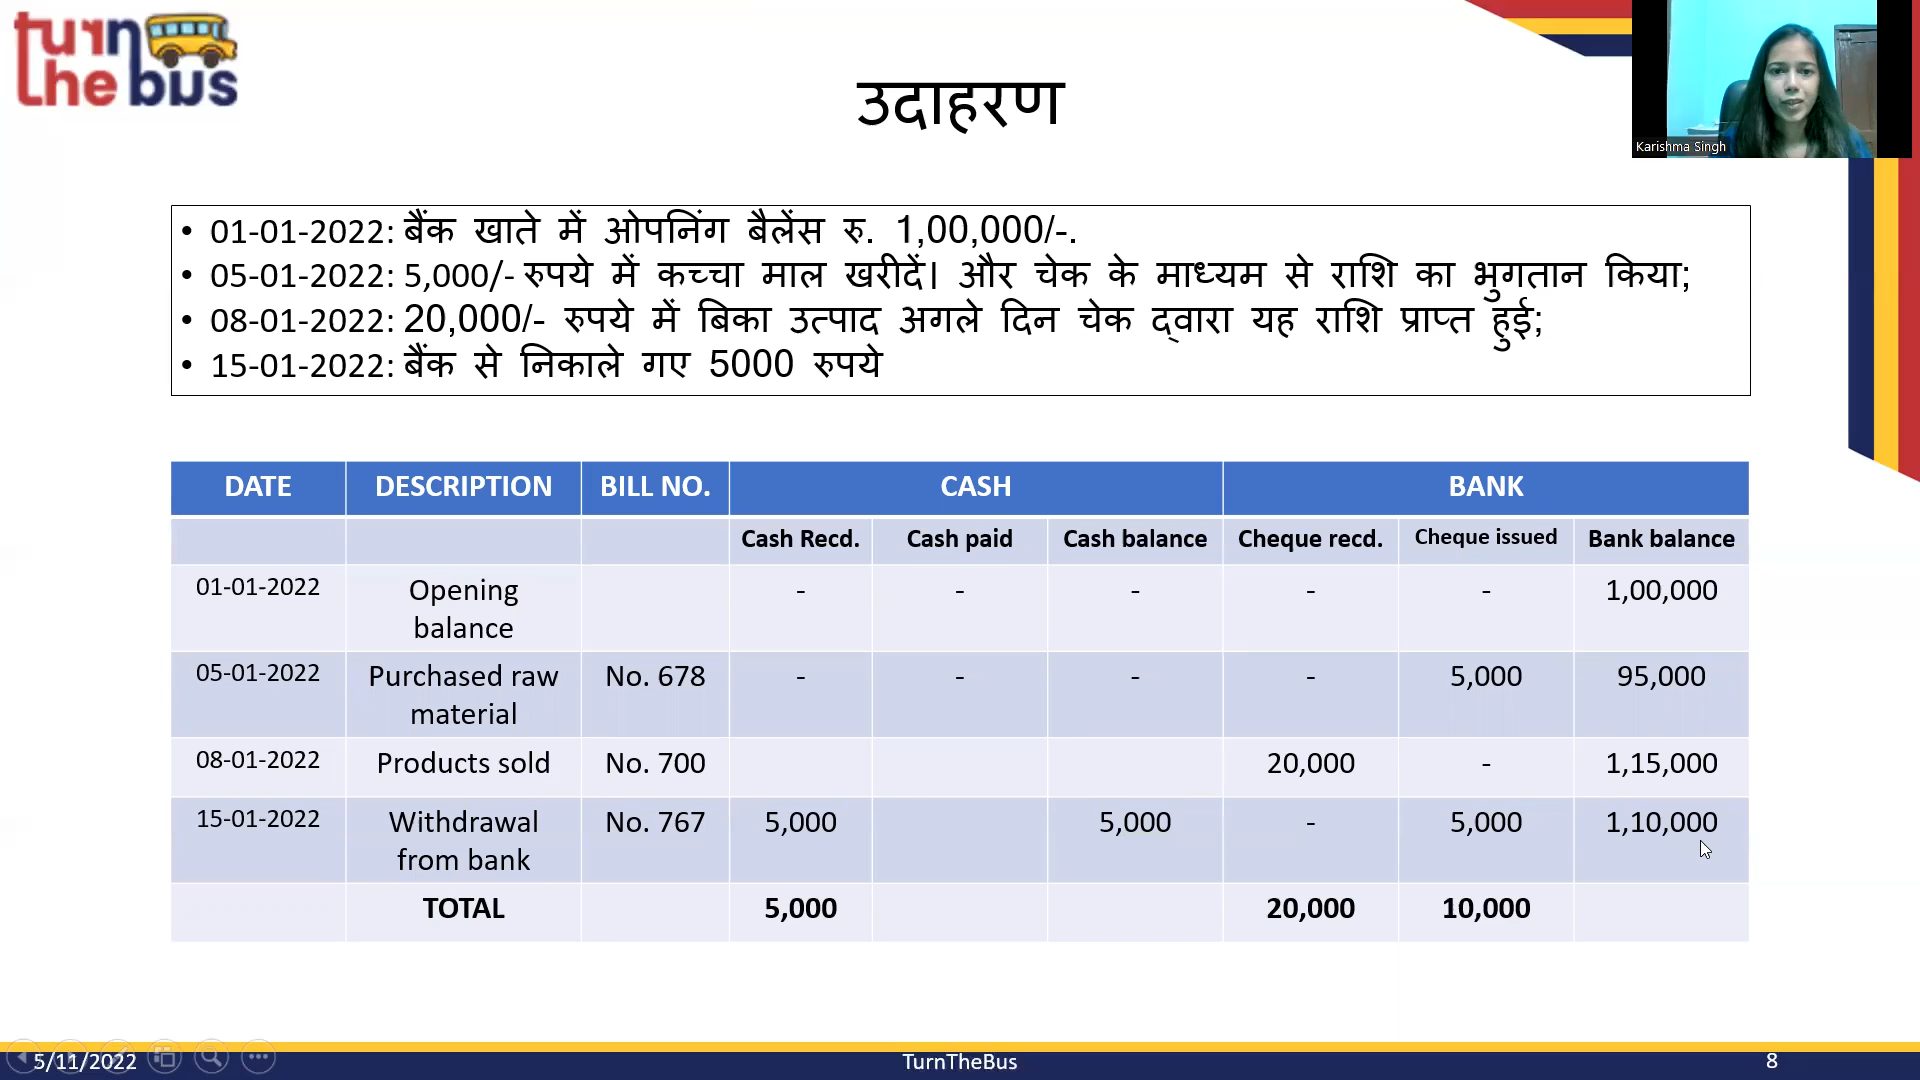 turn
the bus
उदाहरण
Karishma Singh
• 01-01-2022: बैंक खाते में ओपनिंग बैलेंस रु. 1,00,000/-.
• 05-01-2022: 5,000/- रुपये में कच्चा माल खरीदें। और चेक के माध्यम से राशि का भुगतान किया;
• 08-01-2022: 20,000/- रुपये में बिका उत्पाद अगले दिन चेक द्वारा यह राशि प्राप्त हुई;
• 15-01-2022: बैंक से निकाले गए 5000 रुपये
DATE DESCRIPTION BILL NO. CASH BANK
Cash Recd. Cash paid Cash balance Cheque recd. Cheque issued Bank balance
01-01-2022 Opening - - - - - 1,00,000
balance
05-01-2022 Purchased raw No. 678 - - - - 5,000 95,000
material
08-01-2022 Products sold No. 700 20,000 - 1,15,000
15-01-2022 Withdrawal No. 767 5,000 5,000 - 5,000 1,10,000
from bank
TOTAL 5,000 20,000 10,000
5/11/2022 TurnTheBus 8